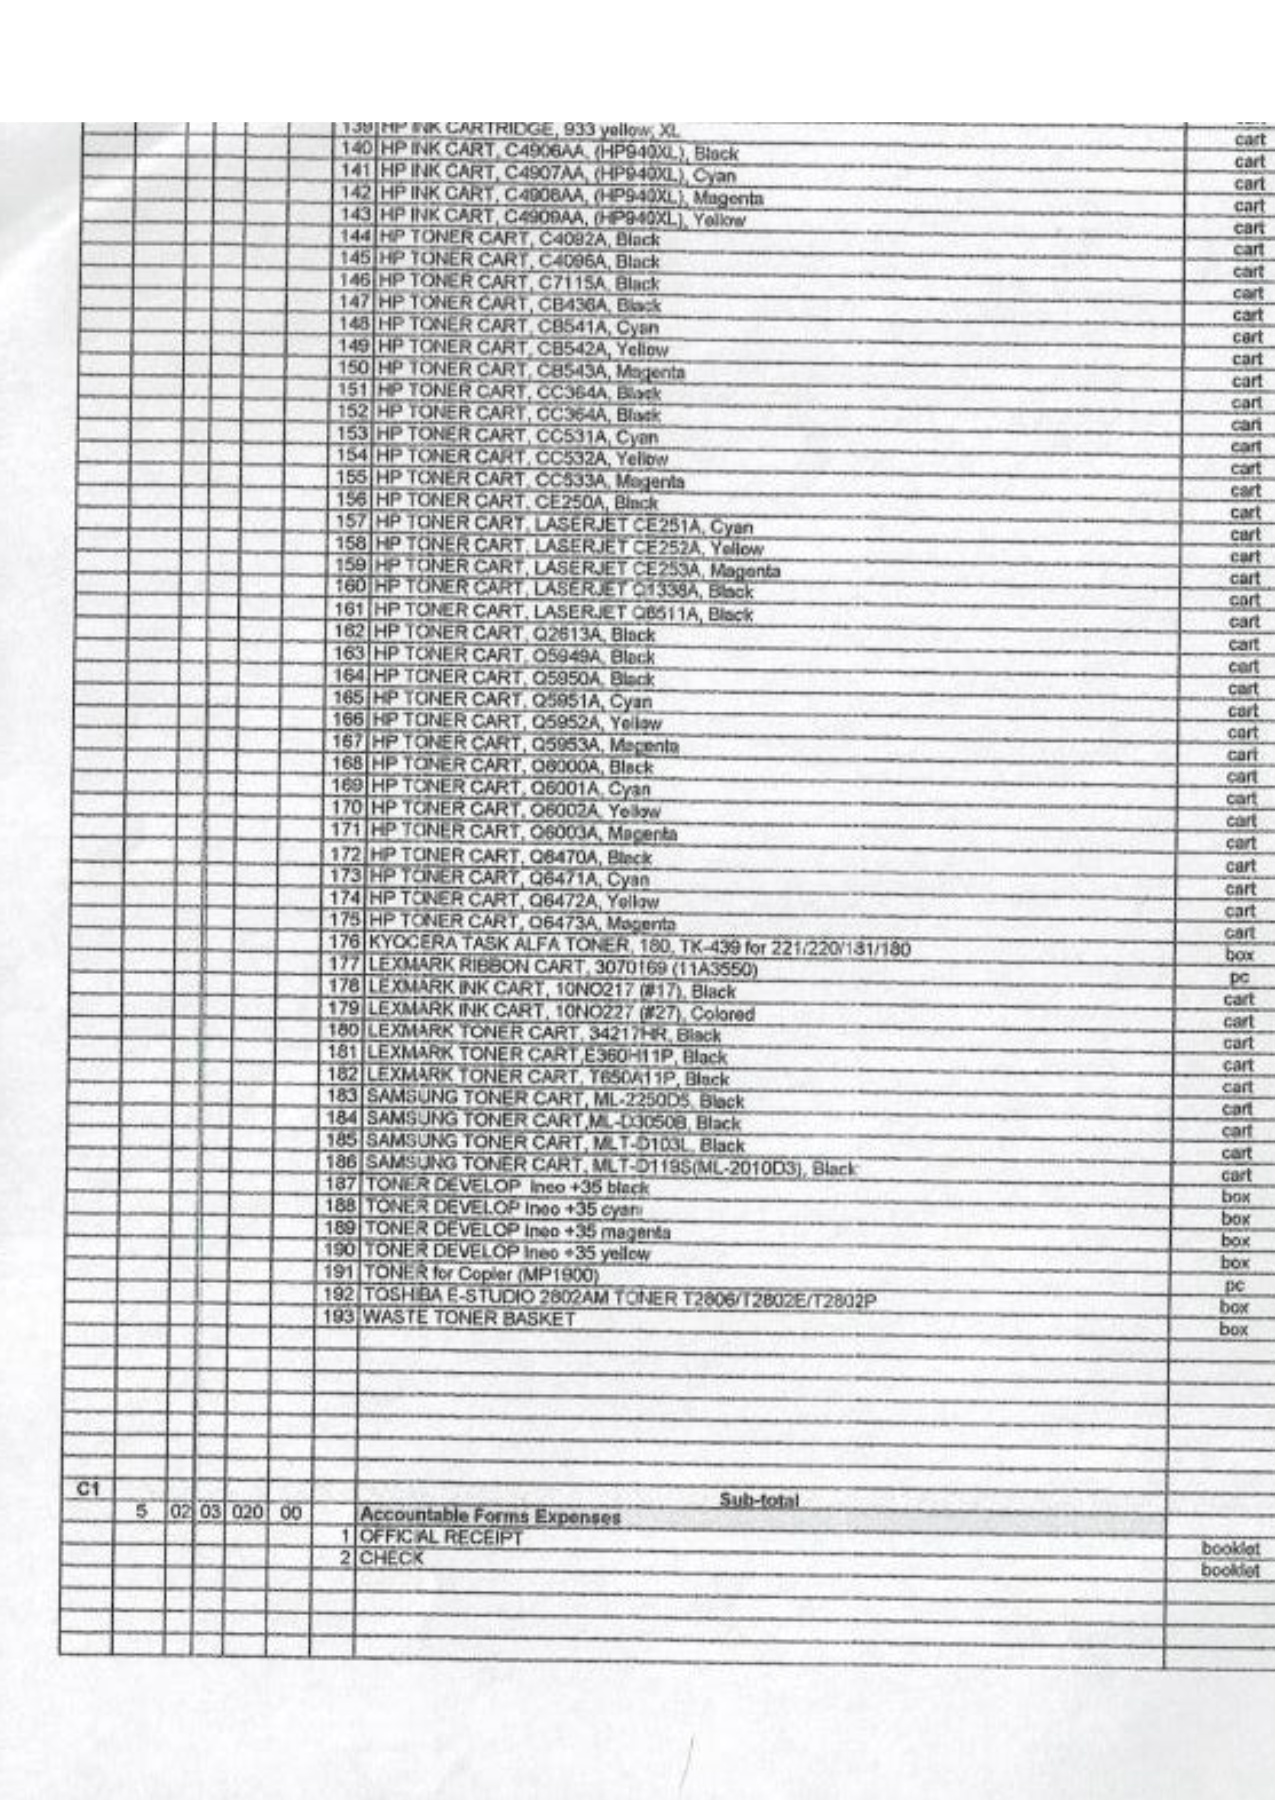 139 HP INK CARTRIDGE, 933 yellow, XL cart
140 HP INK CART, C4906AA, (HP940XL), Black cart
141 HP INK CART, C4907AA, (HP940XL), Cyan cart
142 HP INK CART, C4908AA, (HP940XL), Magenta cart
143 HP INK CART, C4909AA, (HP940XL), Yellow cart
144 HP TONER CART, C4092A, Black cart
145 HP TONER CART, C4096A, Black cart
146 HP TONER CART, C7115A, Black cart
147 HP TONER CART, CB436A, Black cart
148 HP TONER CART, CB541A, Cyan cart
149 HP TONER CART, CB542A, Yellow cart
150 HP TONER CART, CB543A, Magenta cart
151 HP TONER CART, CC364A, Black cart
152 HP TONER CART, CC364A, Black cart
153 HP TONER CART, CC531A, Cyan cart
154 HP TONER CART, CC532A, Yellow cart
155 HP TONER CART, CC533A, Magenta cart
156 HP TONER CART, CE250A, Black cart
157 HP TONER CART, LASERJET CE251A, Cyan cart
158 HP TONER CART, LASERJET CE252A, Yellow cart
159 HP TONER CART, LASERJET CE253A, Magenta cart
160 HP TONER CART, LASERJET Q1338A, Black cart
161 HP TONER CART, LASERJET Q6511A, Black cart
162 HP TONER CART, Q2613A, Black cart
163 HP TONER CART, Q5949A, Black cart
164 HP TONER CART, Q5950A, Black cart
165 HP TONER CART, Q5951A, Cyan cart
166 HP TONER CART, Q5952A, Yellow cart
167 HP TONER CART, Q5953A, Magenta cart
168 HP TONER CART, Q6000A, Black cart
169 HP TONER CART, Q6001A, Cyan cart
170 HP TONER CART, Q6002A, Yellow cart
171 HP TONER CART, Q6003A, Magenta cart
172 HP TONER CART, Q6470A, Black cart
173 HP TONER CART, Q6471A, Cyan cart
174 HP TONER CART, Q6472A, Yellow cart
175 HP TONER CART, Q6473A, Magenta cart
176 KYOCERA TASK ALFA TONER, 180, TK-439 for 221/220/181/180 box
177 LEXMARK RIBBON CART, 3070169 (11A3550) pc
178 LEXMARK INK CART, 10NO217 (#17), Black cart
179 LEXMARK INK CART, 10NO227 (#27), Colored cart
180 LEXMARK TONER CART, 34217HR, Black cart
181 LEXMARK TONER CART,E360H11P, Black cart
182 LEXMARK TONER CART, T650A11P, Black cart
183 SAMSUNG TONER CART, ML-2250D5, Black cart
184 SAMSUNG TONER CART,ML-D3050B, Black cart
185 SAMSUNG TONER CART, MLT-D103L, Black cart
186 SAMSUNG TONER CART, MLT-D119S(ML-2010D3), Black cart
187 TONER DEVELOP Ineo +35 black box
188 TONER DEVELOP Ineo +35 cyan box
189 TONER DEVELOP Ineo +35 magenta box
190 TONER DEVELOP Ineo +35 yellow box
191 TONER for Copier (MP1900) pc
192 TOSHIBA E-STUDIO 2802AM TONER T2806/T2802E/T2802P box
193 WASTE TONER BASKET box
C1 Sub-total
5 02 03 020 00 Accountable Forms Expenses
1 OFFICIAL RECEIPT booklet
2 CHECK booklet